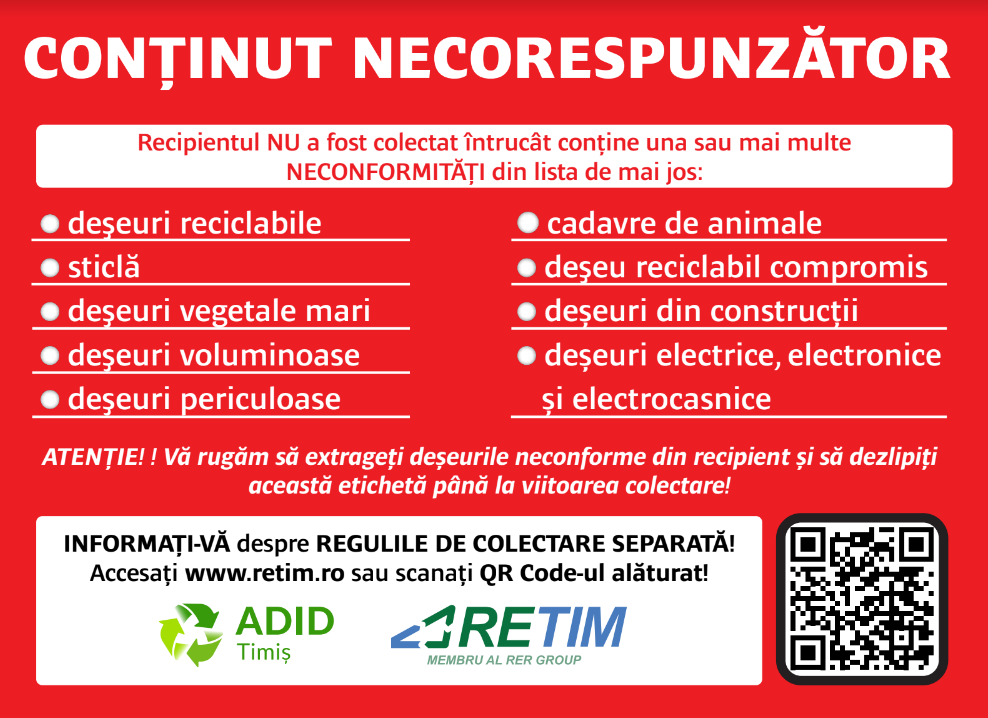 CONȚINUT NECORESPUNZĂTOR
Recipientul NU a fost colectat întrucât conține una sau mai multe
NECONFORMITĂȚI din lista de mai jos:
deşeuri reciclabile
sticlă
deşeuri vegetale mari
deşeuri voluminoase
deşeuri periculoase
cadavre de animale
deşeu reciclabil compromis
deșeuri din construcții
deșeuri electrice, electronice
și electrocasnice
ATENȚIE! ! Vă rugăm să extrageți deșeurile neconforme din recipient și să dezlipiți
această etichetă până la viitoarea colectare!
INFORMAȚI-VĂ despre REGULILE DE COLECTARE SEPARATĂ!
Accesați www.retim.ro sau scanați QR Code-ul alăturat!
ADID
Timiș
RETIM
MEMBRU AL RER GROUP